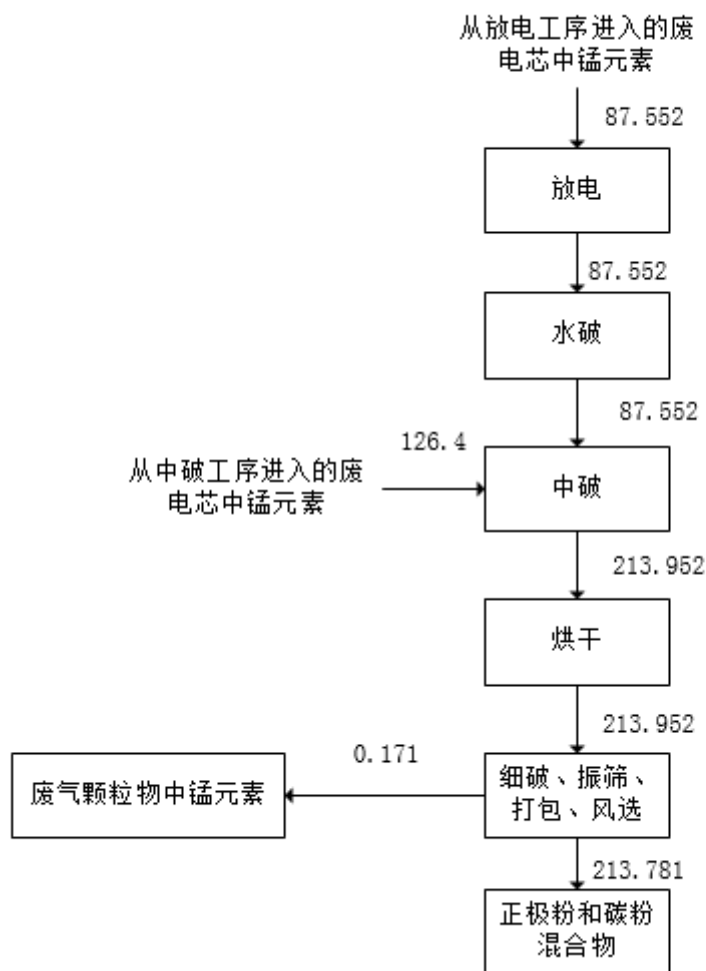 从放电工序进入的废
电芯中锰元素
87.552
放电
87.552
水破
87.552
126.4
从中破工序进入的废
电芯中锰元素
中破
213.952
烘干
213.952
0.171
废气颗粒物中锰元素
细破、振筛、
打包、风选
213.781
正极粉和碳粉
混合物